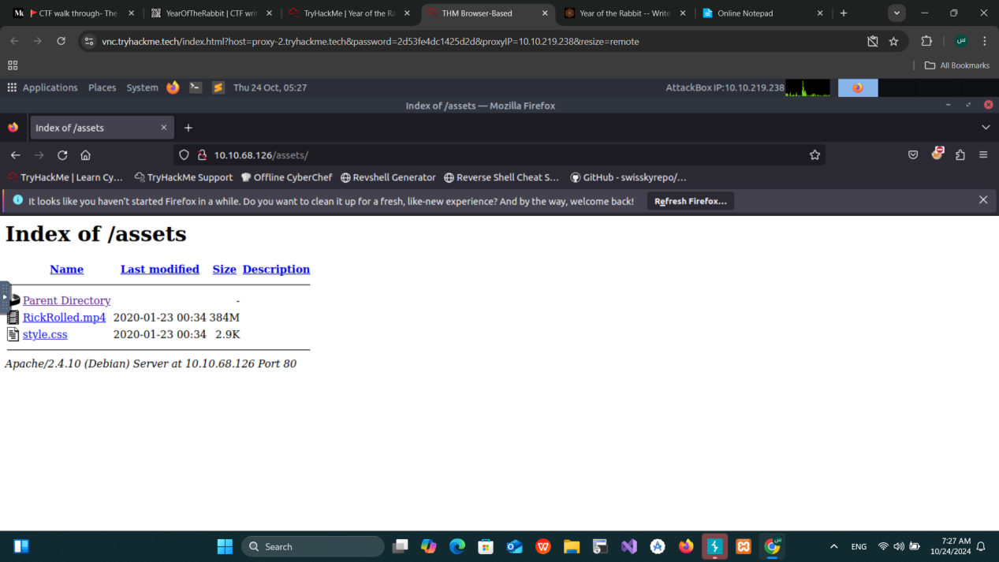 CTF walk through- The
YearOfTheRabbit | CTF writ
TryHackMe | Year of the Ra
THM Browser-Based
Year of the Rabbit -- Write
Online Notepad
vnc.tryhackme.tech/index.html?host=proxy-2.tryhackme.tech&password=2d53fe4dc1425d2d&proxyIP=10.10.219.238&resize=remote
س
All Bookmarks
Applications Places System Thu 24 Oct, 05:27 AttackBox IP:10.10.219.238
Index of /assets — Mozilla Firefox
Index of /assets
10.10.68.126/assets/
TryHackMe | Learn Cy… TryHackMe Support Offline CyberChef Revshell Generator Reverse Shell Cheat S… GitHub - swisskyrepo/…
It looks like you haven’t started Firefox in a while. Do you want to clean it up for a fresh, like-new experience? And by the way, welcome back! Refresh Firefox…
Index of /assets
Name Last modified Size Description
Parent Directory -
RickRolled.mp4 2020-01-23 00:34 384M
style.css 2020-01-23 00:34 2.9K
Apache/2.4.10 (Debian) Server at 10.10.68.126 Port 80
Search
ENG
7:27 AM
10/24/2024